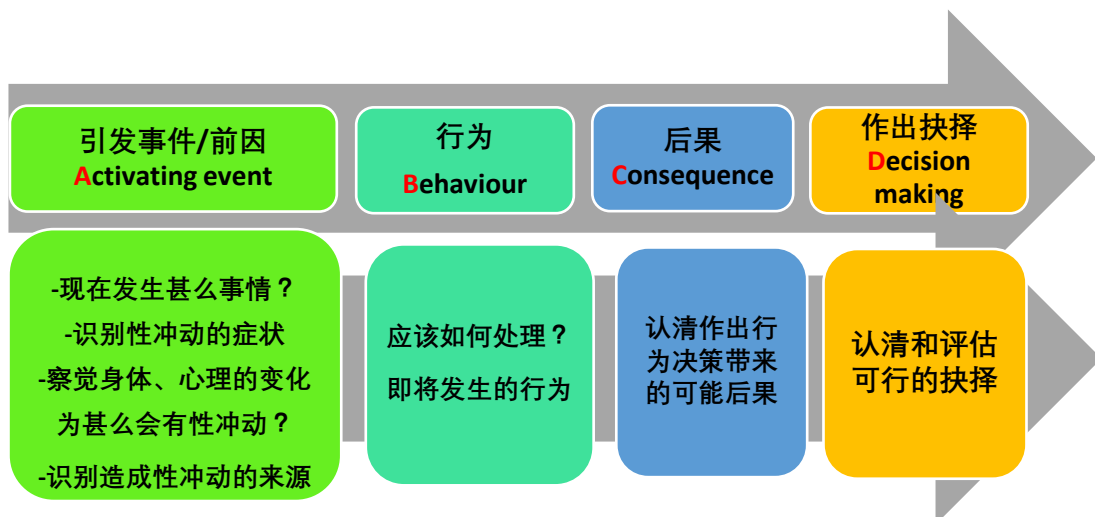 引发事件/前因
Activating event
行为
Behaviour
后果
Consequence
作出抉择
Decision
making
-现在发生甚么事情？
-识别性冲动的症状
-察觉身体、心理的变化
为甚么会有性冲动？
-识别造成性冲动的来源
应该如何处理？
即将发生的行为
认清作出行
为决策带来
的可能后果
认清和评估
可行的抉择